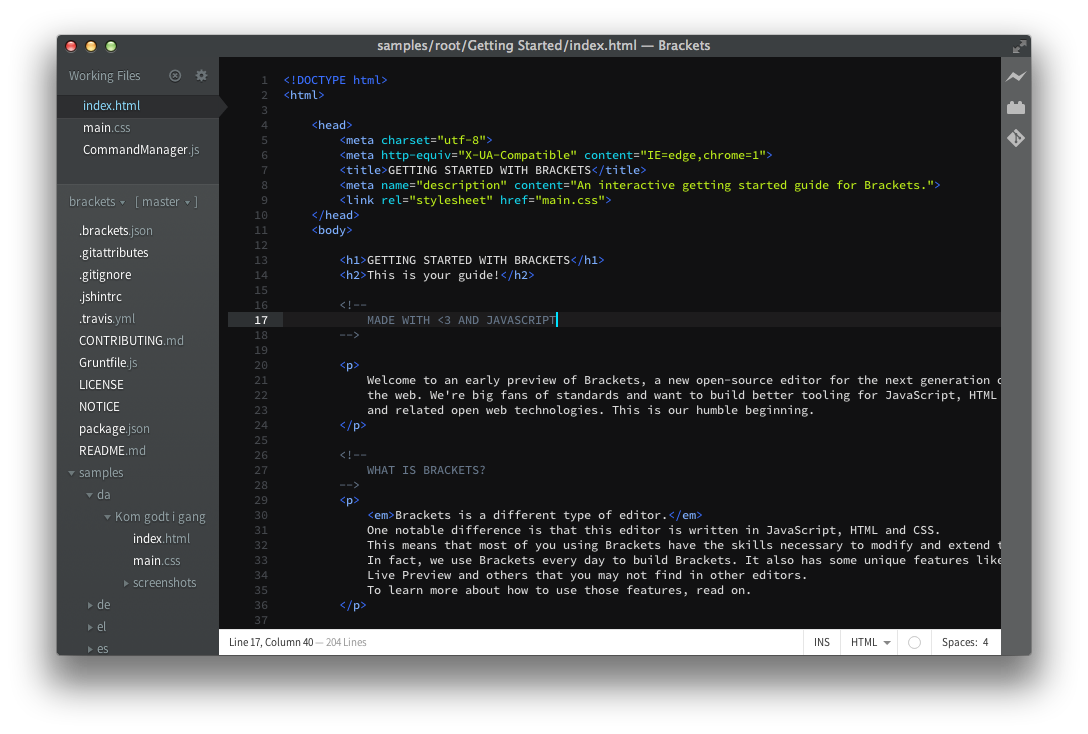 samples/root/Getting Started/index.html — Brackets
Working Files
index.html
main.css
CommandManager.js
brackets [ master ]
.brackets.json
.gitattributes
.gitignore
.jshintrc
.travis.yml
CONTRIBUTING.md
Gruntfile.js
LICENSE
NOTICE
package.json
README.md
samples
da
Kom godt i gang
index.html
main.css
screenshots
de
el
es
1 <!DOCTYPE html>
2 <html>
3
4 <head>
5 <meta charset="utf-8">
6 <meta http-equiv="X-UA-Compatible" content="IE=edge,chrome=1">
7 <title>GETTING STARTED WITH BRACKETS</title>
8 <meta name="description" content="An interactive getting started guide for Brackets.">
9 <link rel="stylesheet" href="main.css">
10 </head>
11 <body>
12
13 <h1>GETTING STARTED WITH BRACKETS</h1>
14 <h2>This is your guide!</h2>
15
16 <!--
17 MADE WITH <3 AND JAVASCRIPT
18 -->
19
20 <p>
21 Welcome to an early preview of Brackets, a new open-source editor for the next generation
22 the web. We're big fans of standards and want to build better tooling for JavaScript, HTML
23 and related open web technologies. This is our humble beginning.
24 </p>
25
26 <!--
27 WHAT IS BRACKETS?
28 -->
29 <p>
30 <em>Brackets is a different type of editor.</em>
31 One notable difference is that this editor is written in JavaScript, HTML and CSS.
32 This means that most of you using Brackets have the skills necessary to modify and extend
33 In fact, we use Brackets every day to build Brackets. It also has some unique features like
34 Live Preview and others that you may not find in other editors.
35 To learn more about how to use those features, read on.
36 </p>
37
Line 17, Column 40 — 204 Lines
INS
HTML
Spaces: 4